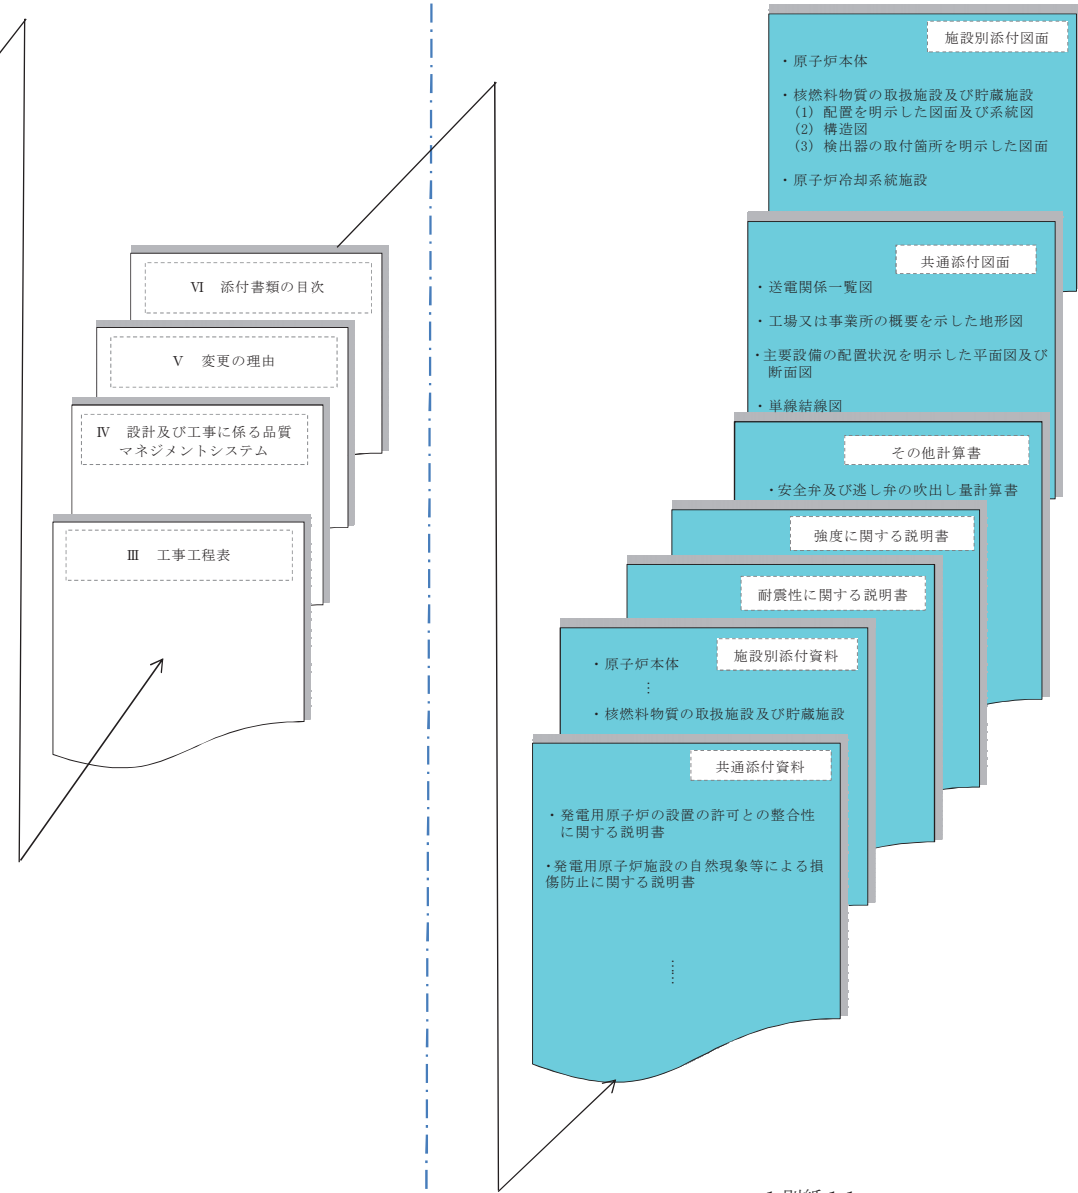 Ⅵ 添付書類の目次
Ⅴ 変更の理由
Ⅳ 設計及び工事に係る品質
マネジメントシステム
Ⅲ 工事工程表
施設別添付図面
・原子炉本体
・核燃料物質の取扱施設及び貯蔵施設
(1) 配置を明示した図面及び系統図
(2) 構造図
(3) 検出器の取付箇所を明示した図面
・原子炉冷却系統施設
共通添付図面
・送電関係一覧図
・工場又は事業所の概要を示した地形図
・主要設備の配置状況を明示した平面図及び
断面図
・単線結線図
その他計算書
・安全弁及び逃し弁の吹出し量計算書
強度に関する説明書
耐震性に関する説明書
施設別添付資料
・原子炉本体
…
・核燃料物質の取扱施設及び貯蔵施設
共通添付資料
・発電用原子炉の設置の許可との整合性
に関する説明書
・発電用原子炉施設の自然現象等による損
傷防止に関する説明書
……